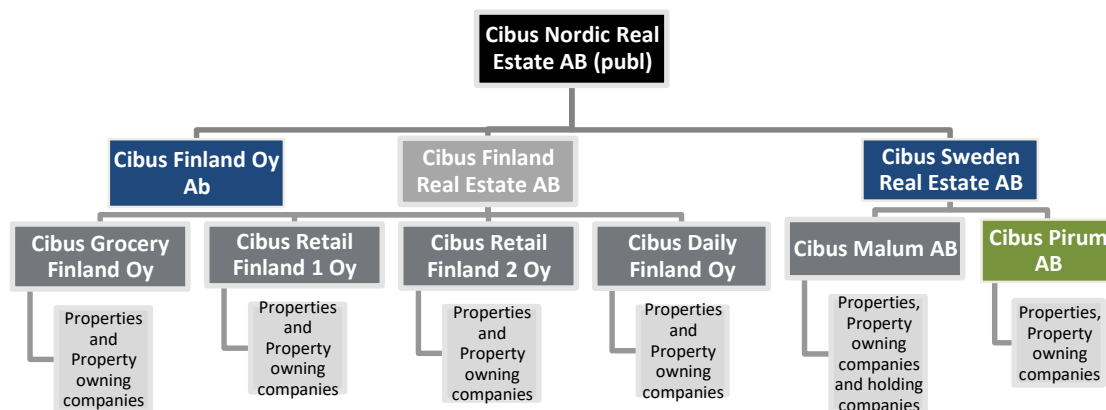 Cibus Nordic Real
Estate AB (publ)
Cibus Finland Oy
Ab
Cibus Finland
Real Estate AB
Cibus Sweden
Real Estate AB
Cibus Grocery
Finland Oy
Cibus Retail
Finland 1 Oy
Cibus Retail
Finland 2 Oy
Cibus Daily
Finland Oy
Cibus Malum AB
Cibus Pirum
AB
Properties
and
Property
owning
companies
Properties
and
Property
owning
companies
Properties
and
Property
owning
companies
Properties
and
Property
owning
companies
Properties,
Property
owning
companies
and holding
companies
Properties,
Property
owning
companies